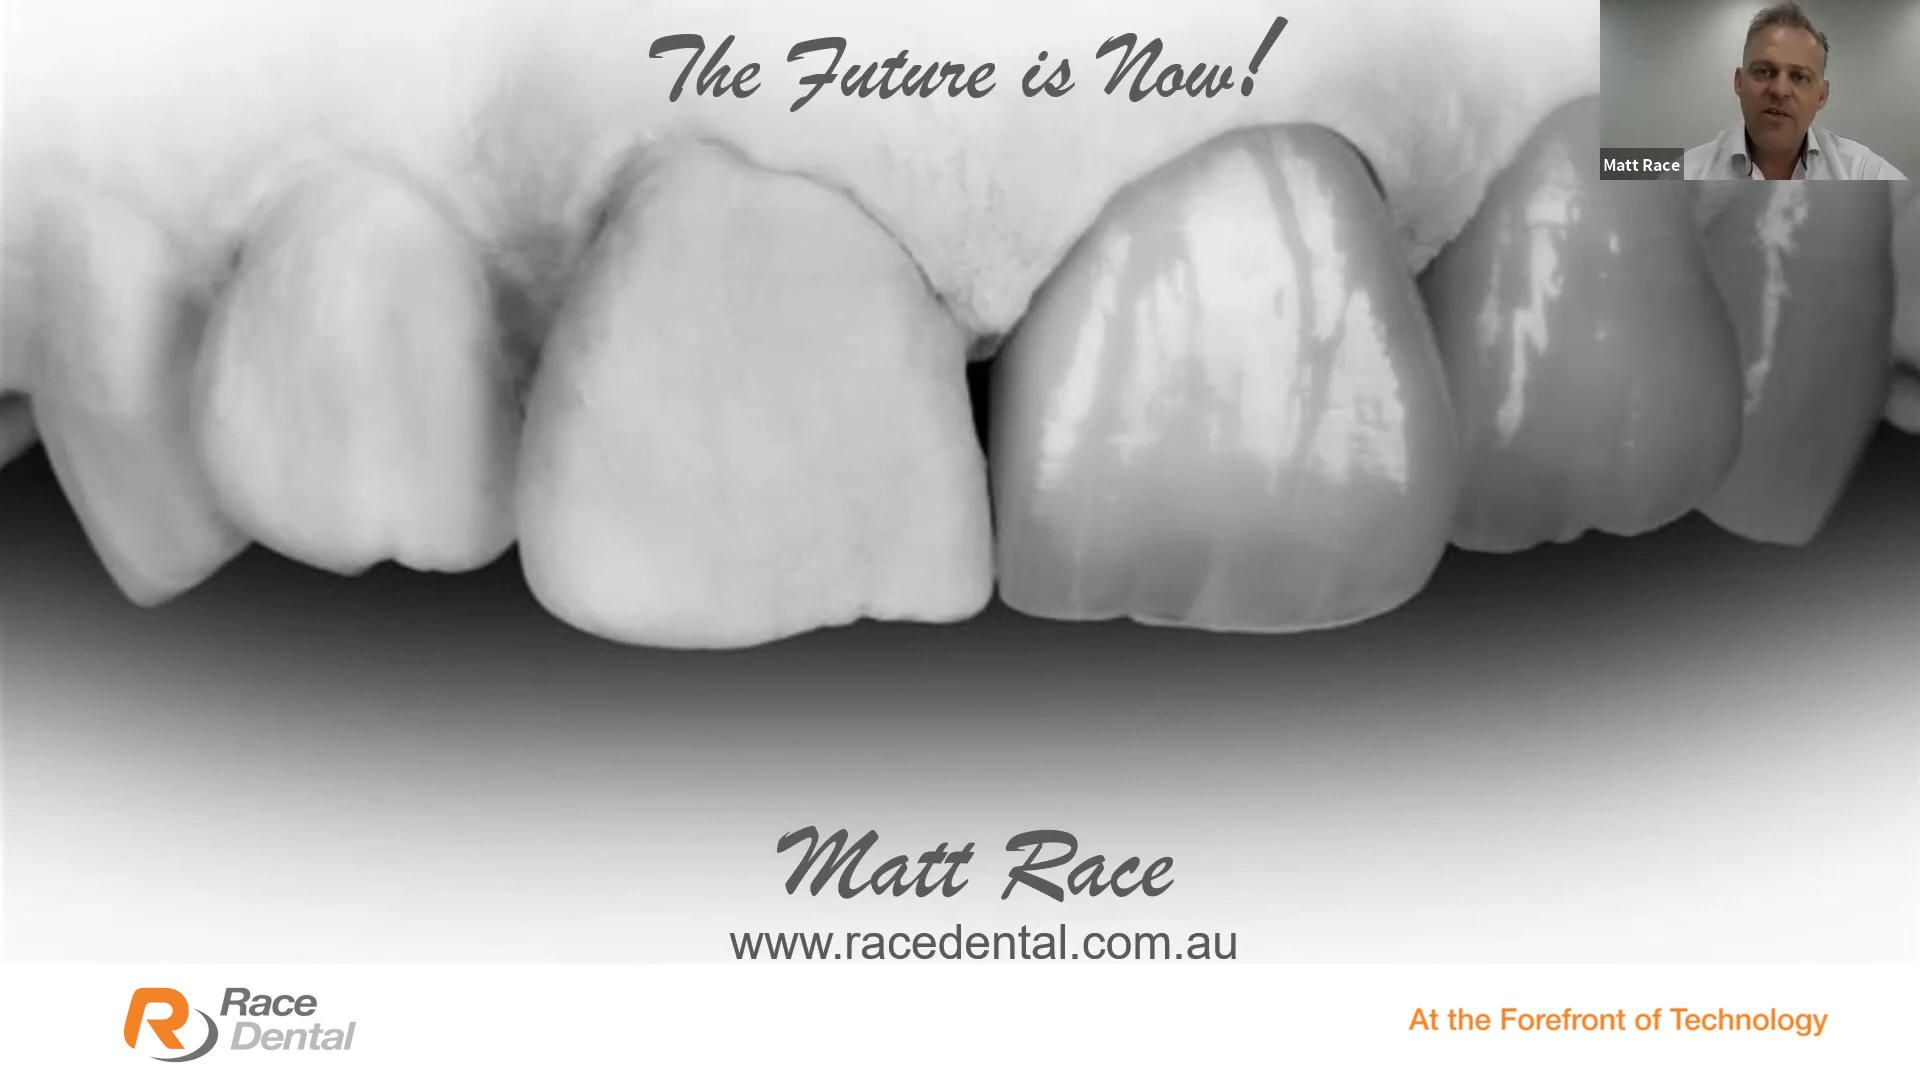 The Future is Now!
Matt Race
Matt Race
www.racedental.com.au
Race
Dental
At the Forefront of Technology